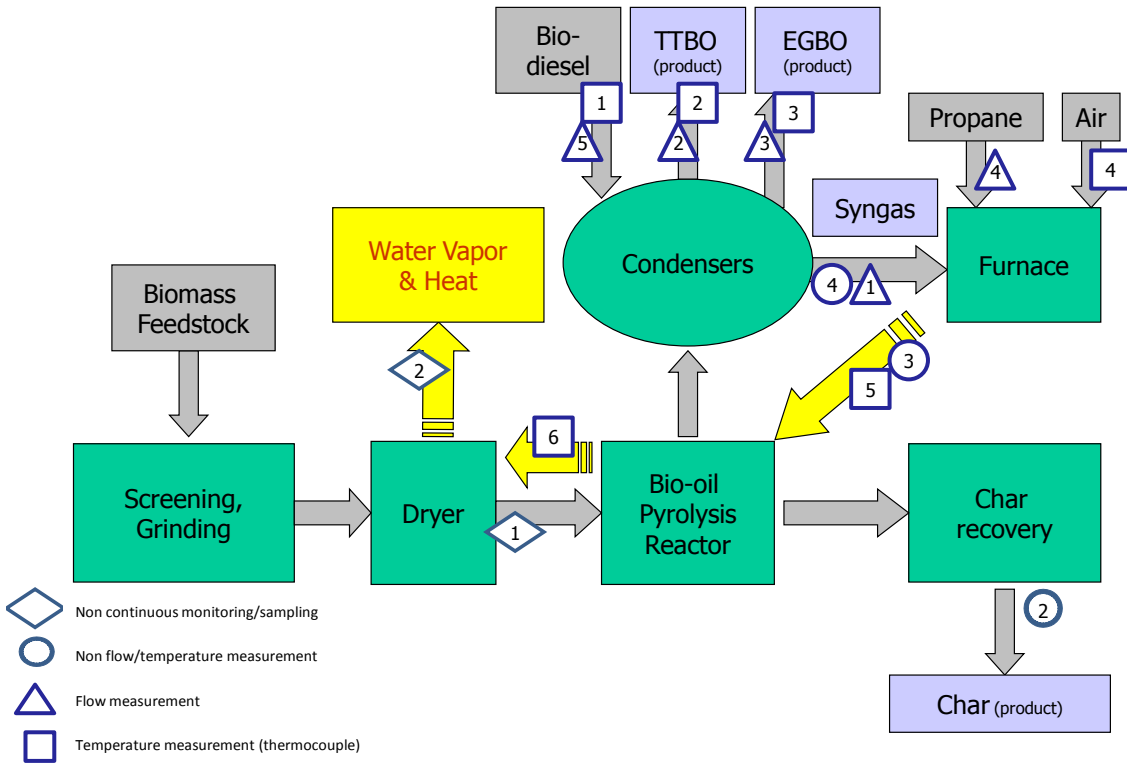 Bio-
diesel
TTBO
(product)
EGBO
(product)
1
2
3
5
2
3
Propane
Air
4
4
Syngas
Water Vapor
& Heat
Condensers
Furnace
4
1
Biomass
Feedstock
2
3
5
6
Screening,
Grinding
Dryer
1
Bio-oil
Pyrolysis
Reactor
Char
recovery
2
Char (product)
Non continuous monitoring/sampling
Non flow/temperature measurement
Flow measurement
Temperature measurement (thermocouple)